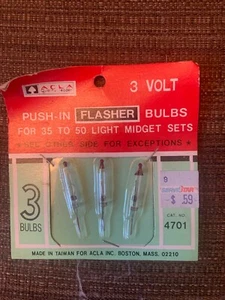 3 VOLT
PUSH-IN FLASHER BULBS
FOR 35 TO 50 LIGHT MIDGET SETS
SEE OTHER SIDE FOR EXCEPTIONS
9
$ .59
3
BULBS
CAT. NO.
4701
MADE IN TAIWAN FOR ACLA INC. BOSTON, MASS. 02210